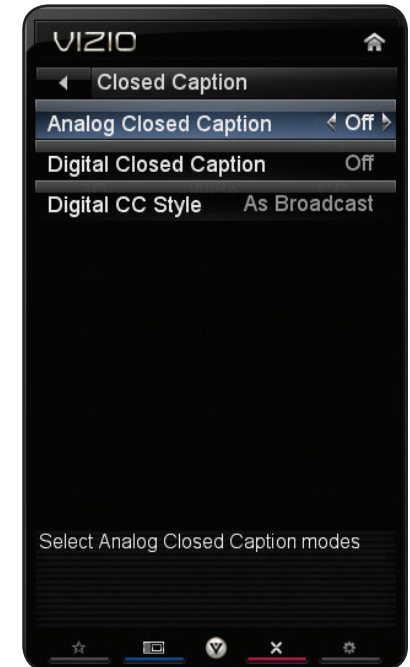 VIZIO
Closed Caption
Analog Closed Caption Off
Digital Closed Caption Off
Digital CC Style As Broadcast
Select Analog Closed Caption modes